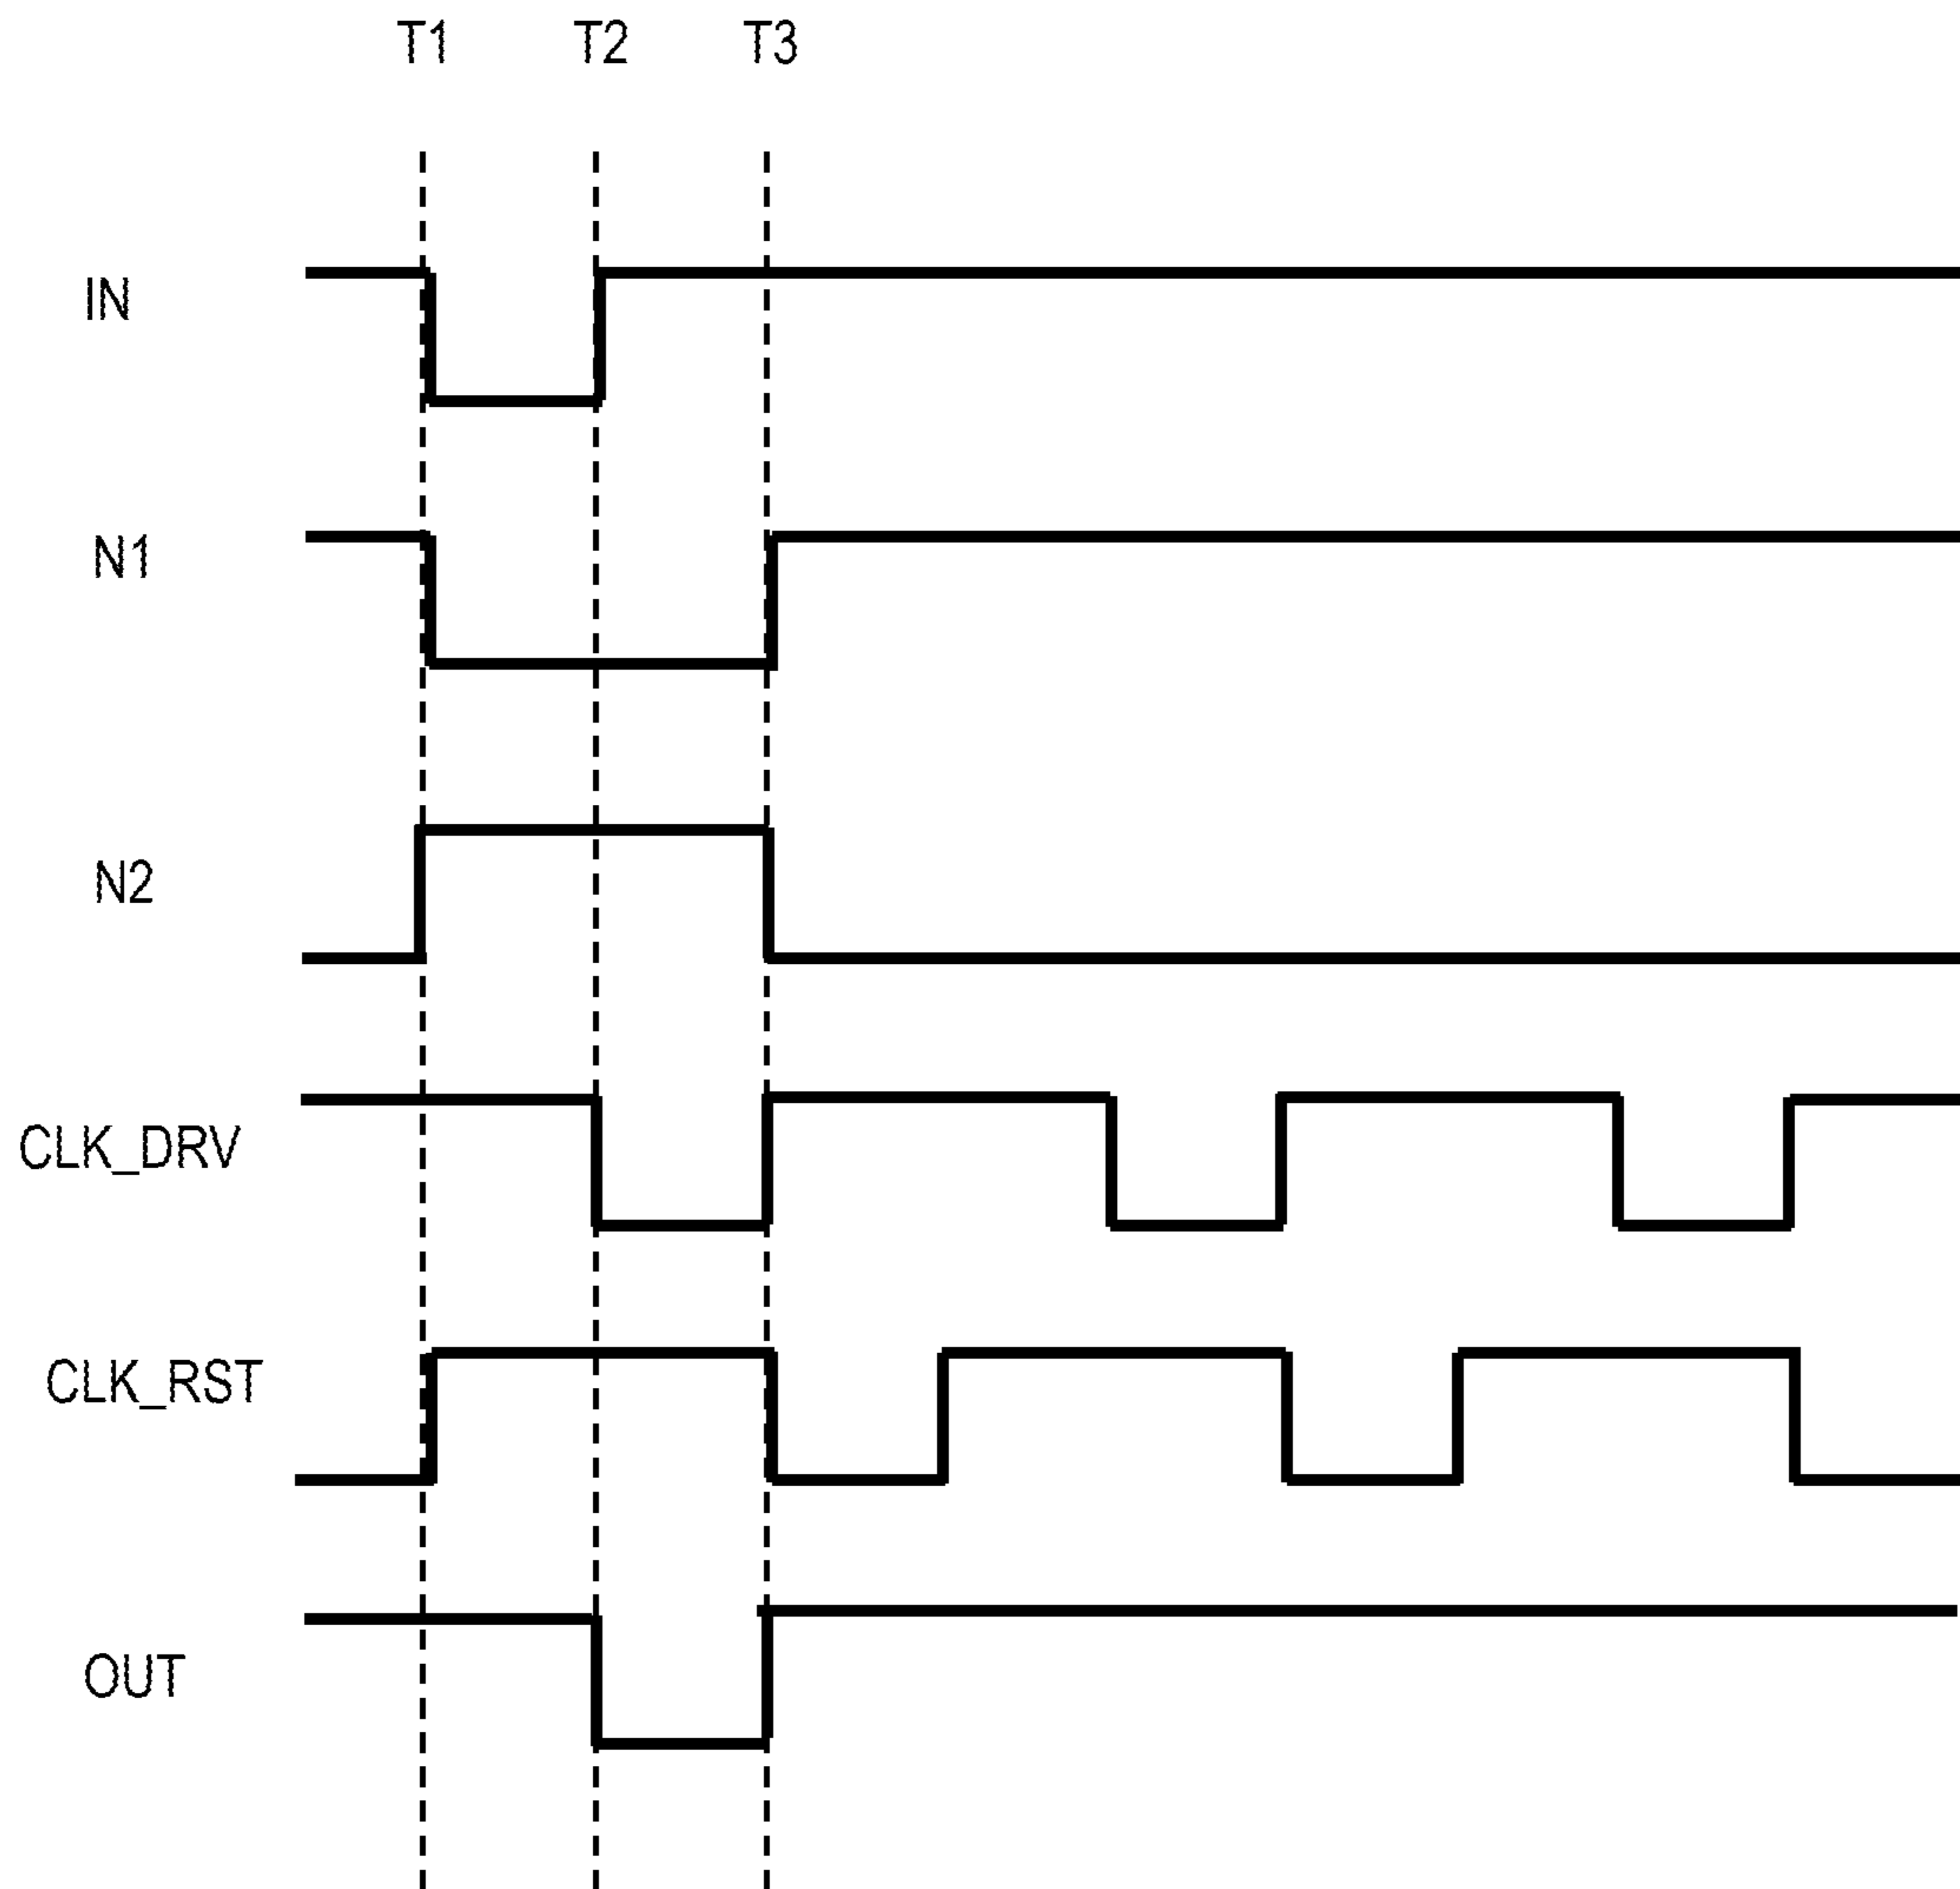 T1 T2 T3
IN
N1
N2
CLK_DRV
CLK_RST
OUT